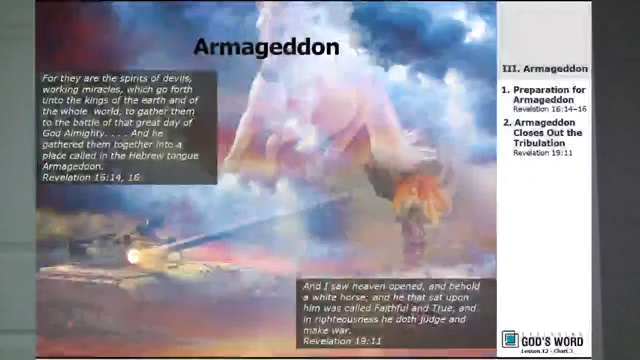 Armageddon
For they are the spirits of devils,
working miracles, which go forth
unto the kings of the earth and of
the whole world, to gather them
to the battle of that great day of
God Almighty. . . . And he
gathered them together into a
place called in the Hebrew tongue
Armageddon.
Revelation 16:14, 16
And I saw heaven opened, and behold
a white horse; and he that sat upon
him was called Faithful and True, and
in righteousness he doth judge and
make war.
Revelation 19:11
III. Armageddon
1. Preparation for
Armageddon
Revelation 16:14–16
2. Armageddon
Closes Out the
Tribulation
Revelation 19:11
GOD'S WORD
Lesson 12 - Chart 3